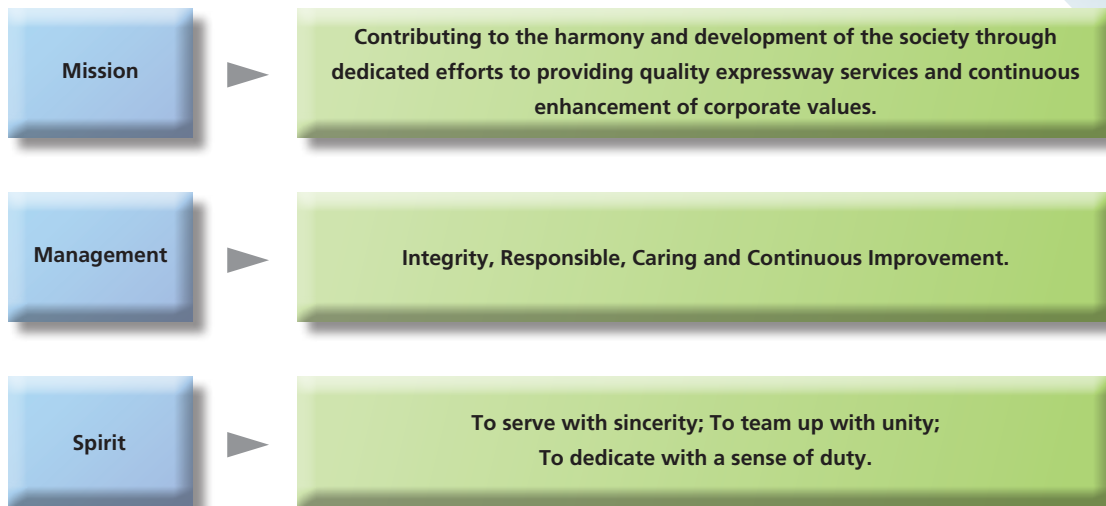 Mission
Contributing to the harmony and development of the society through
dedicated efforts to providing quality expressway services and continuous
enhancement of corporate values.
Management
Integrity, Responsible, Caring and Continuous Improvement.
Spirit
To serve with sincerity; To team up with unity;
To dedicate with a sense of duty.